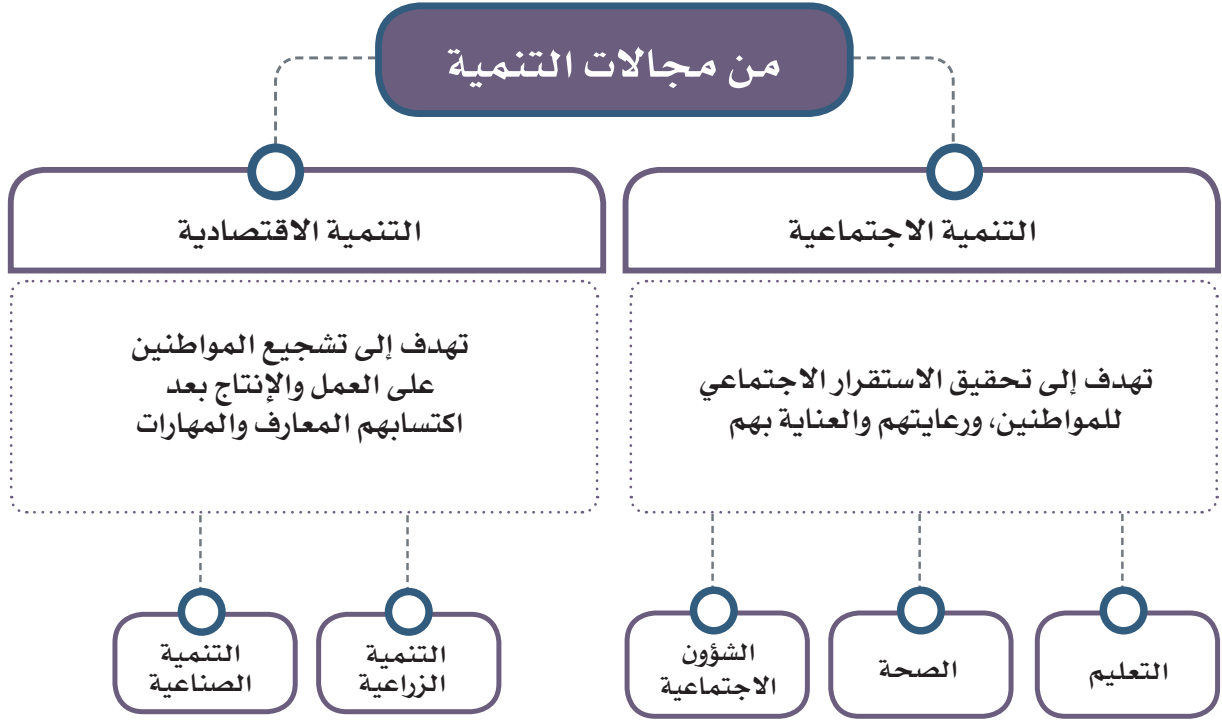 من مجالات التنمية
التنمية الاجتماعية
تهدف إلى تحقيق الاستقرار الاجتماعي
للمواطنين، ورعايتهم والعناية بهم
التعليم
الصحة
الشؤون
الاجتماعية
التنمية الاقتصادية
تهدف إلى تشجيع المواطنين
على العمل والإنتاج بعد
اكتسابهم المعارف والمهارات
التنمية
الزراعية
التنمية
الصناعية